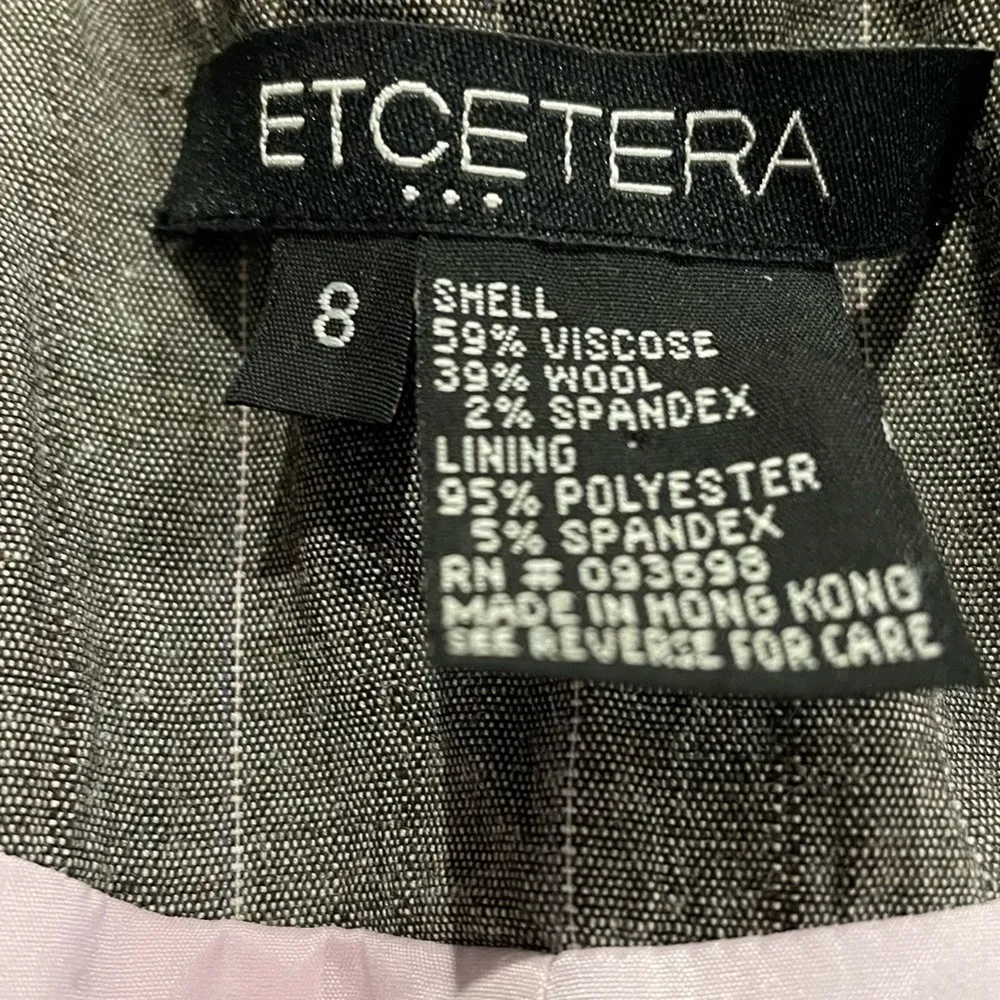 ETCETERA
...
8
SHELL
59% VISCOSE
39% WOOL
2% SPANDEX
LINING
95% POLYESTER
5% SPANDEX
RN # 093698
MADE IN HONG KONG
SEE REVERSE FOR CARE